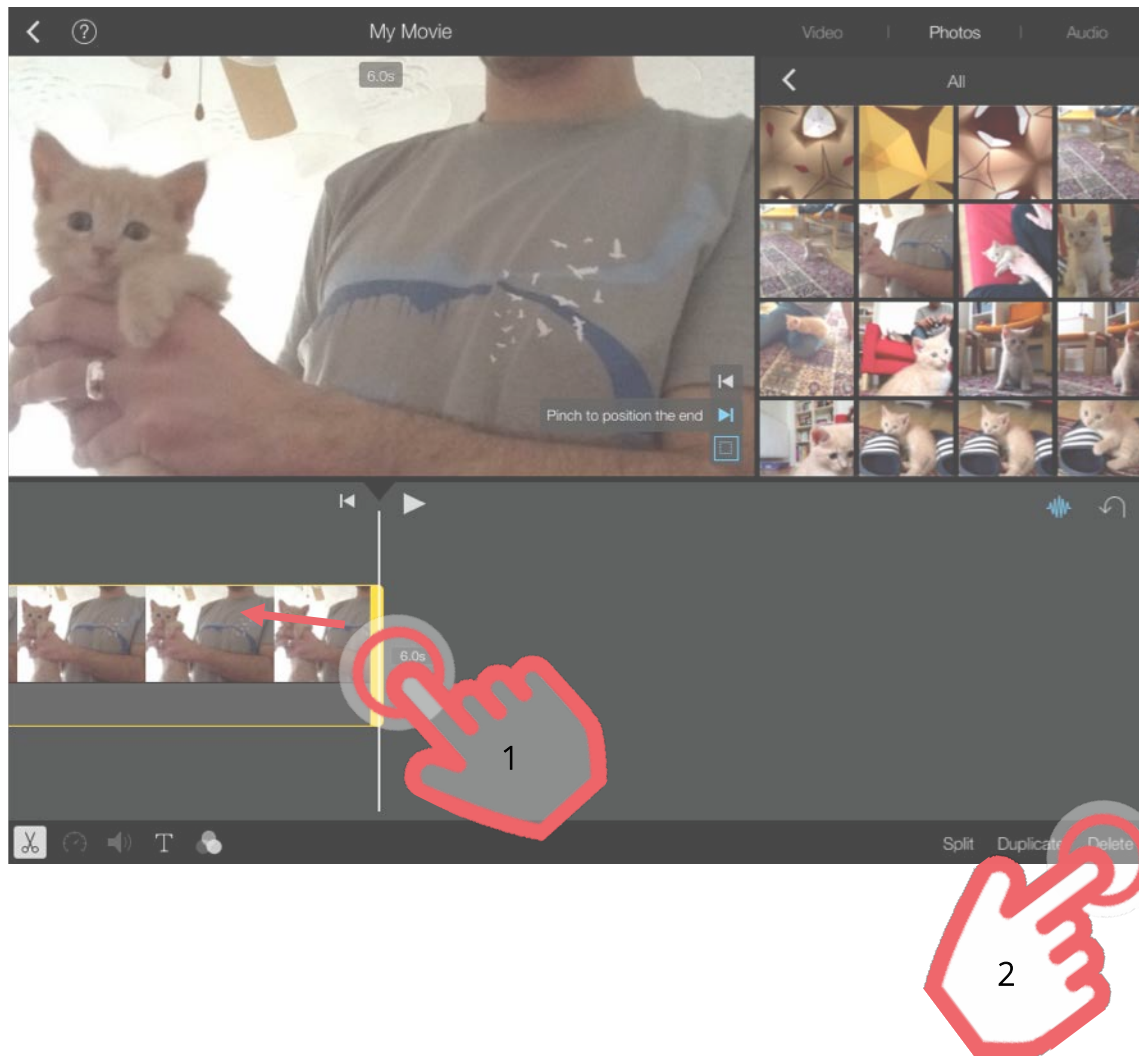 ?
My Movie
Video
Photos
Audio
6.0s
All
Pinch to position the end
6.0s
1
T
Split
Duplicate
Delete
2